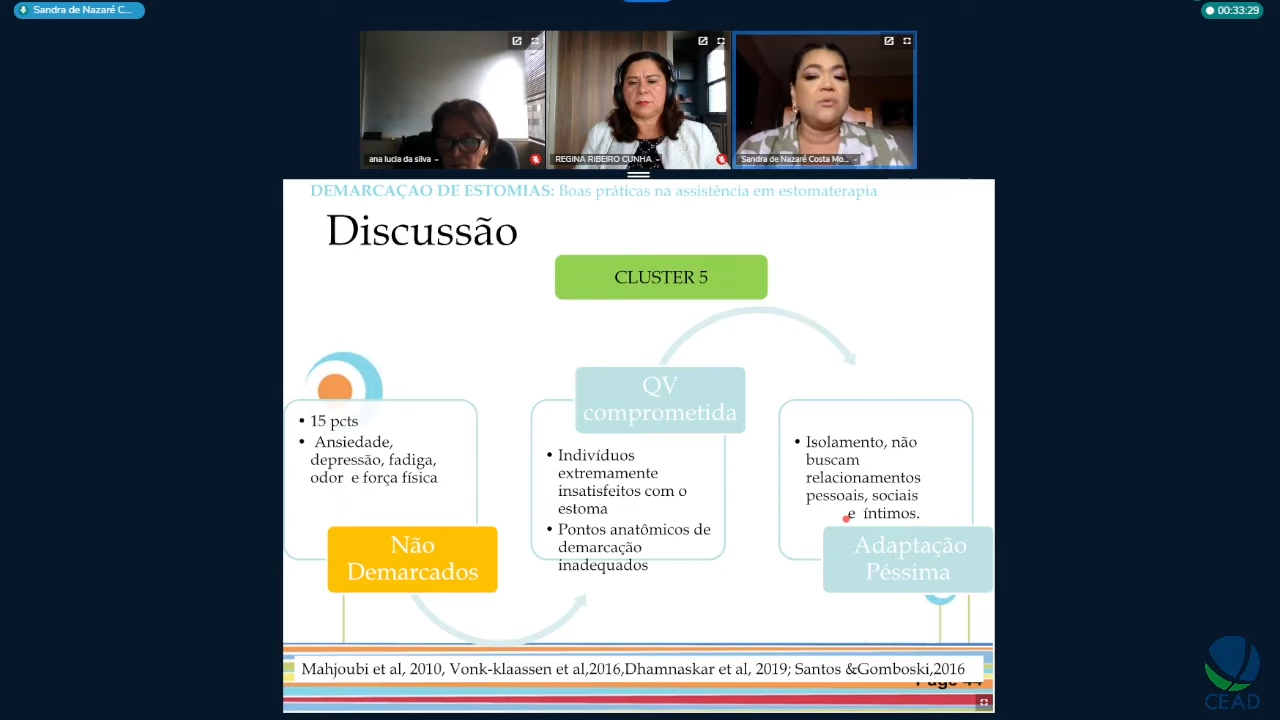 Sandra de Nazaré C...
00:33:29
ana lucia da silva
REGINA RIBEIRO CUNHA
Sandra de Nazaré Costa Mo...
DEMARCAÇAO DE ESTOMIAS: Boas práticas na assistência em estomaterapia
Discussão
CLUSTER 5
• 15 pcts
• Ansiedade,
depressão, fadiga,
odor e força física
Não
Demarcados
QV
comprometida
• Indivíduos
extremamente
insatisfeitos com o
estoma
• Pontos anatômicos de
demarcação
inadequados
• Isolamento, não
buscam
relacionamentos
pessoais, sociais
e íntimos.
Adaptação
Péssima
Mahjoubi et al, 2010, Vonk-klaassen et al,2016,Dhamnaskar et al, 2019; Santos &Gomboski,2016
CEAD